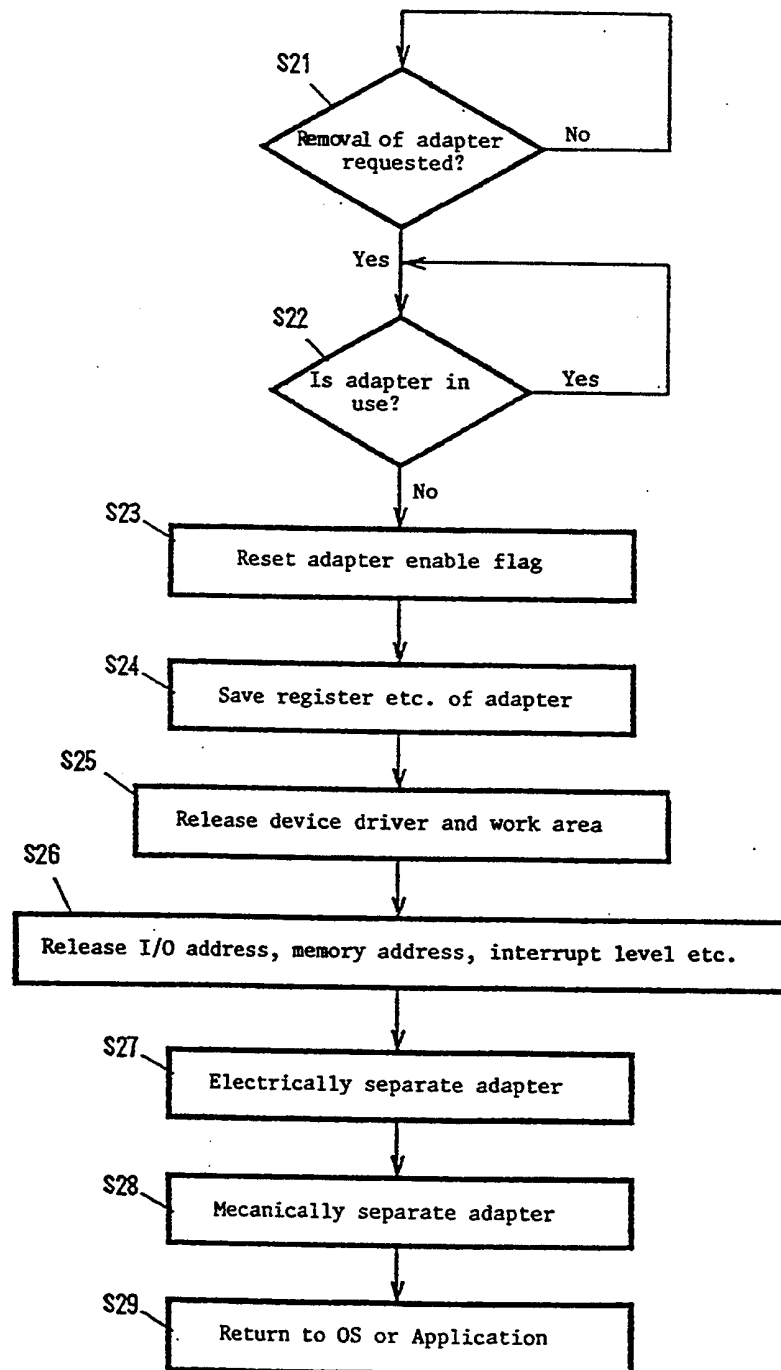 S21
Removal of adapter
requested?
No
Yes
S22
Is adapter in
use?
Yes
No
S23
Reset adapter enable flag
S24
Save register etc. of adapter
S25
Release device driver and work area
S26
Release I/O address, memory address, interrupt level etc.
S27
Electrically separate adapter
S28
Mecanically separate adapter
S29
Return to OS or Application